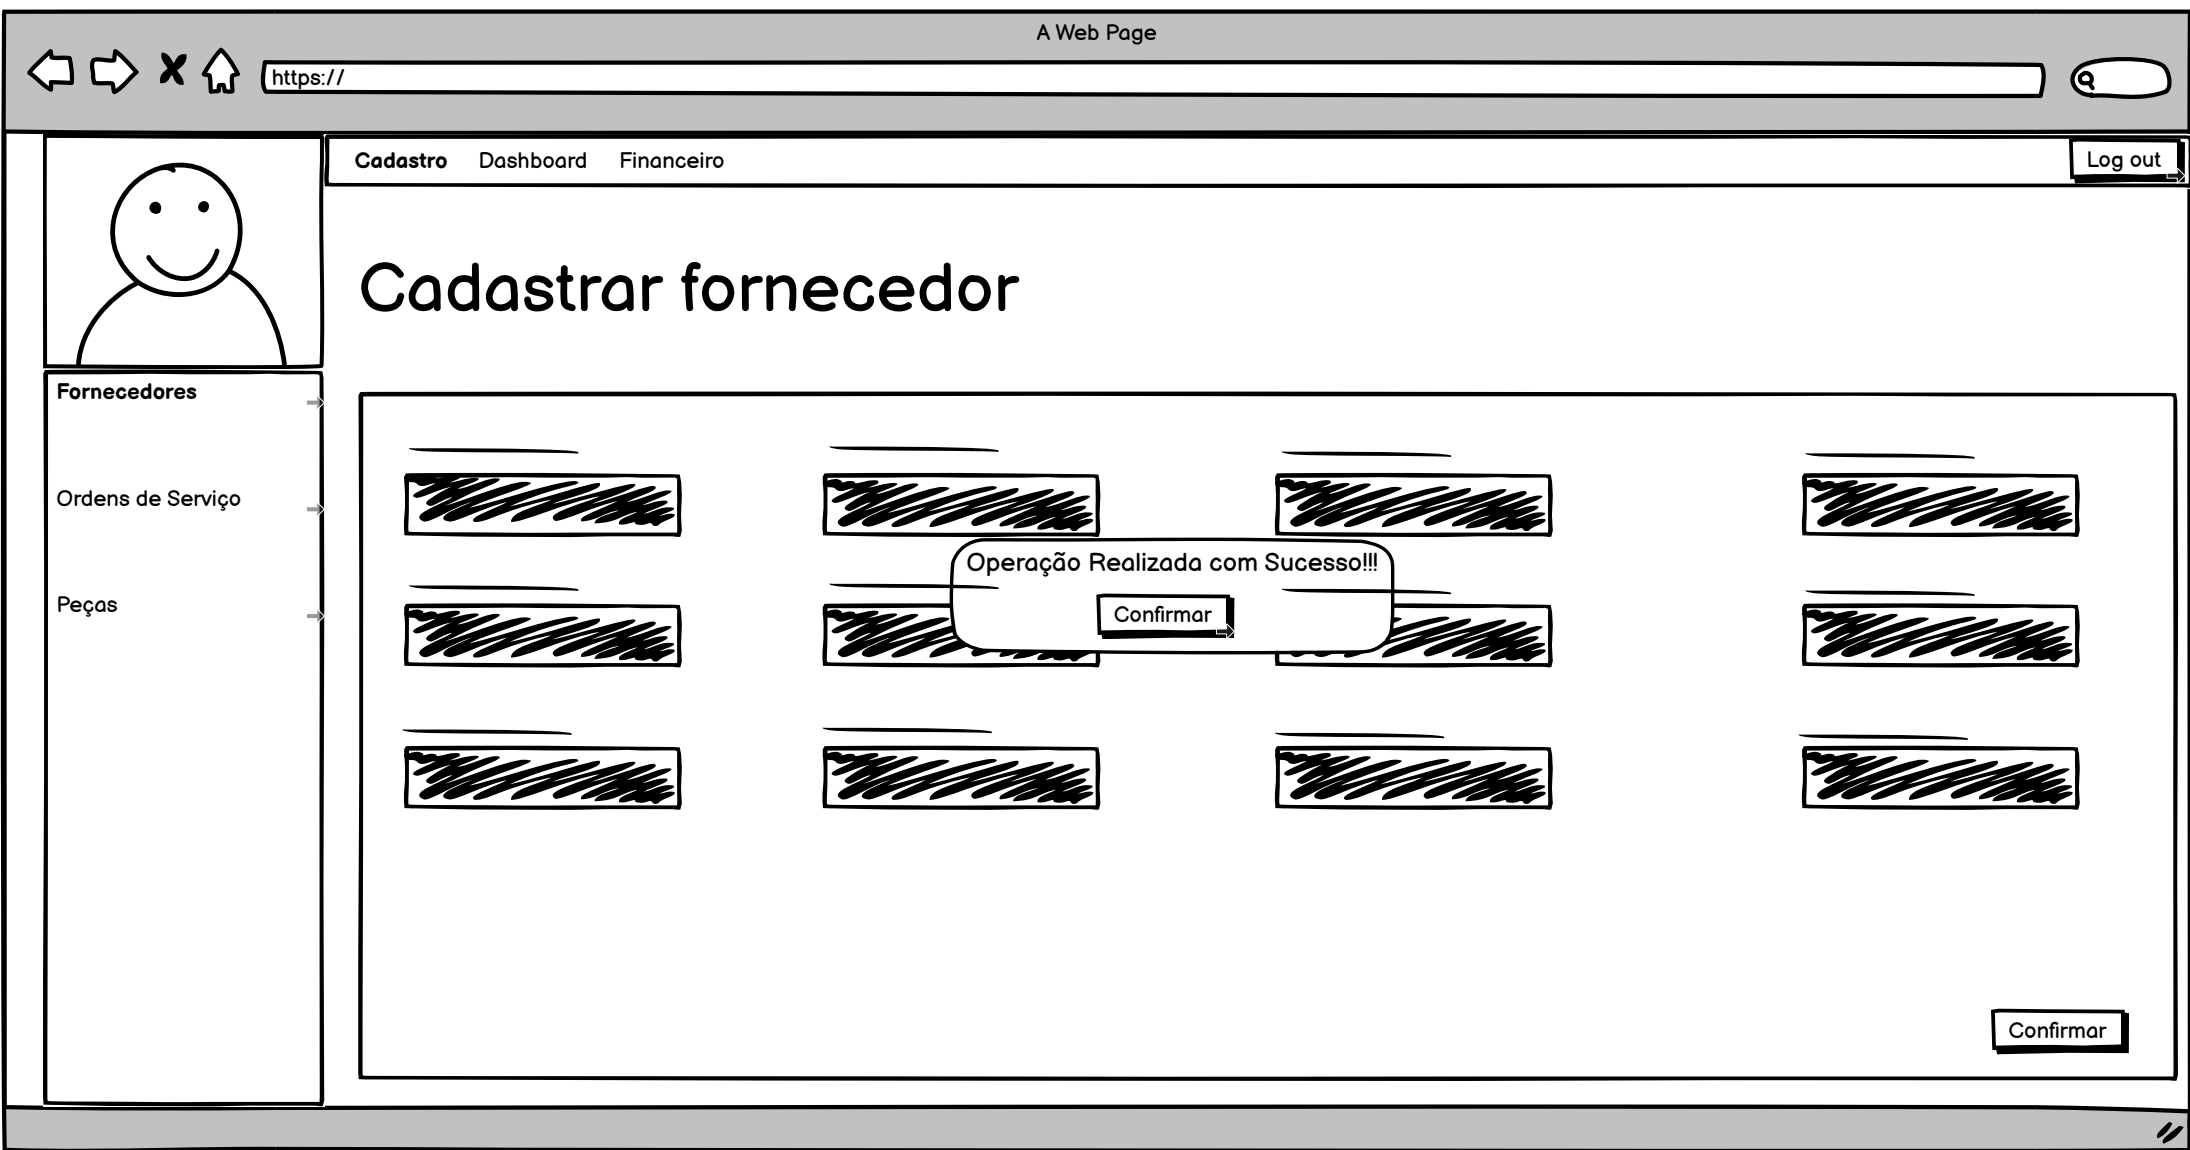 A Web Page
https://
Cadastro Dashboard Financeiro
Log out
Cadastrar fornecedor
Fornecedores
Ordens de Serviço
Peças
Operação Realizada com Sucesso!!!
Confirmar
Confirmar